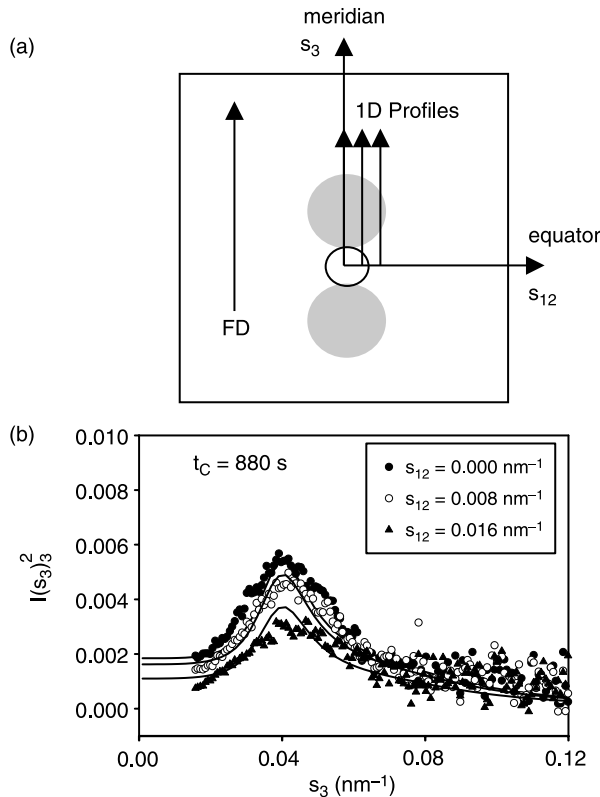 (a)
meridian
s₃
1D Profiles
equator
s₁₂
FD
(b)
0.010
0.008
0.006
0.004
0.002
0.000
I(s₃)₃²
t_C = 880 s
s₁₂ = 0.000 nm⁻¹
s₁₂ = 0.008 nm⁻¹
s₁₂ = 0.016 nm⁻¹
0.00 0.04 0.08 0.12
s₃ (nm⁻¹)